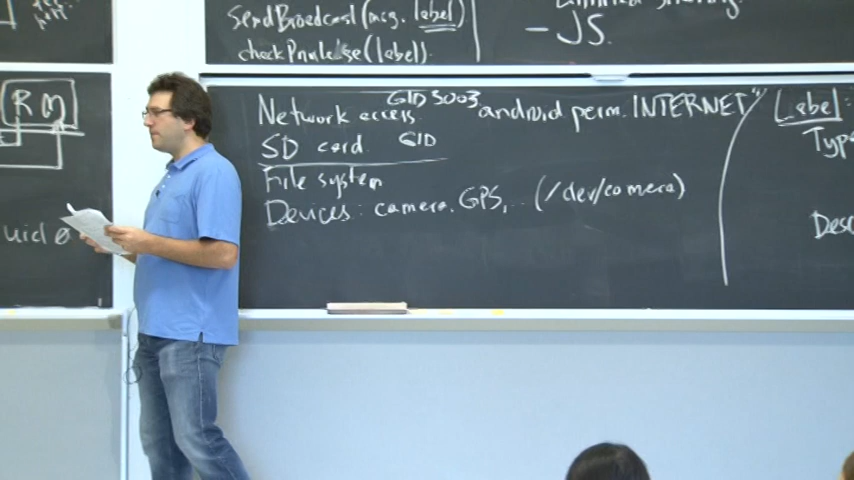 SendBroadcast(msg, label)
checkPrivilege(label)
- JS.
RM
uid 0
Network access GID 3003 android perm. INTERNET"
SD card GID
File system
Devices: camera, GPS, ... (/dev/camera)
Label:
Type
Desc